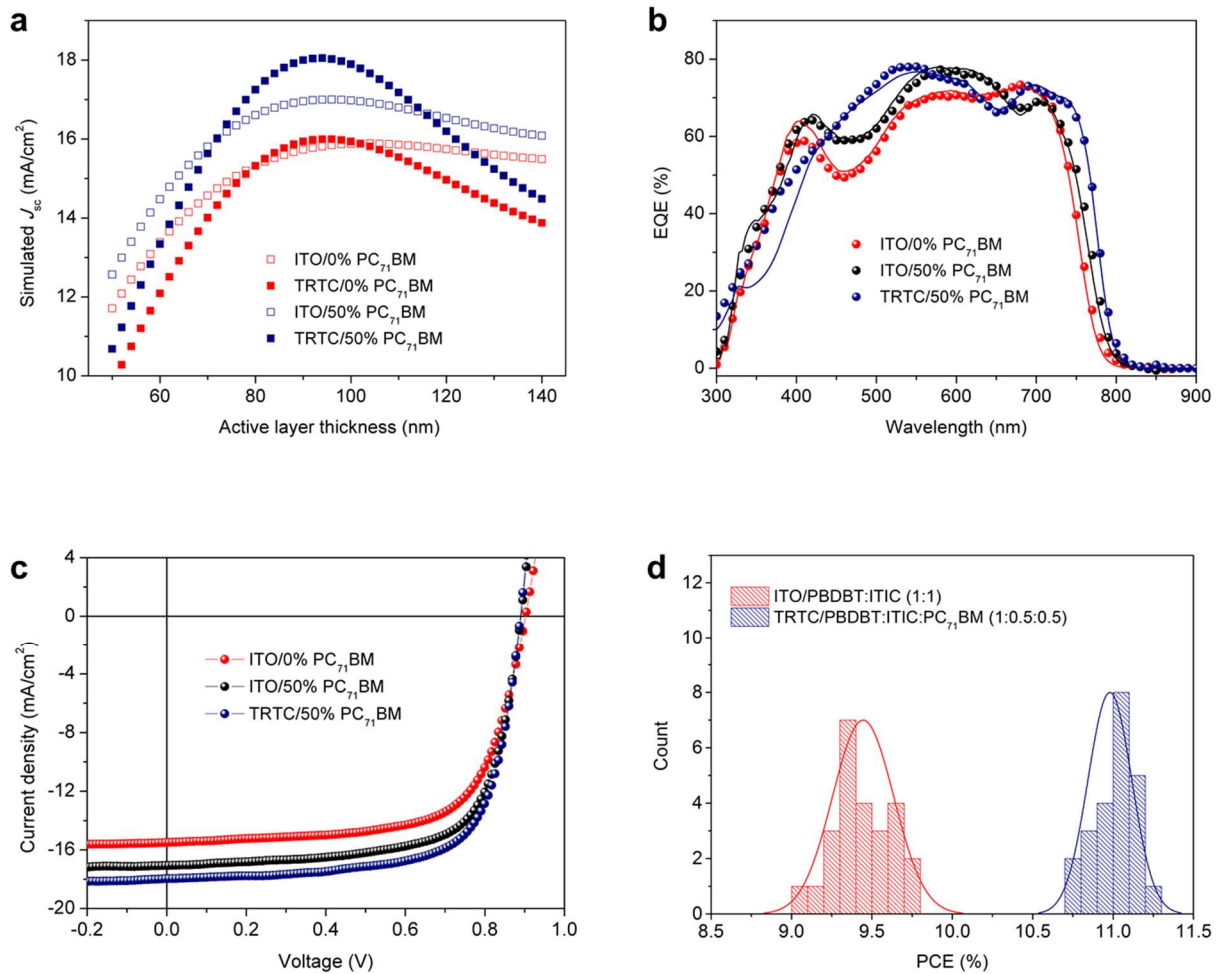 a
Simulated Jsc (mA/cm²)
18
16
14
12
10
60
80
100
120
140
Active layer thickness (nm)
ITO/0% PC₇₁BM
TRTC/0% PC₇₁BM
ITO/50% PC₇₁BM
TRTC/50% PC₇₁BM
b
EQE (%)
80
60
40
20
0
300
400
500
600
700
800
900
Wavelength (nm)
ITO/0% PC₇₁BM
ITO/50% PC₇₁BM
TRTC/50% PC₇₁BM
c
Current density (mA/cm²)
4
0
-4
-8
-12
-16
-20
-0.2
0.0
0.2
0.4
0.6
0.8
1.0
Voltage (V)
ITO/0% PC₇₁BM
ITO/50% PC₇₁BM
TRTC/50% PC₇₁BM
d
Count
12
10
8
6
4
2
0
8.5
9.0
9.5
10.0
10.5
11.0
11.5
PCE (%)
ITO/PBDBT:ITIC (1:1)
TRTC/PBDBT:ITIC:PC₇₁BM (1:0.5:0.5)